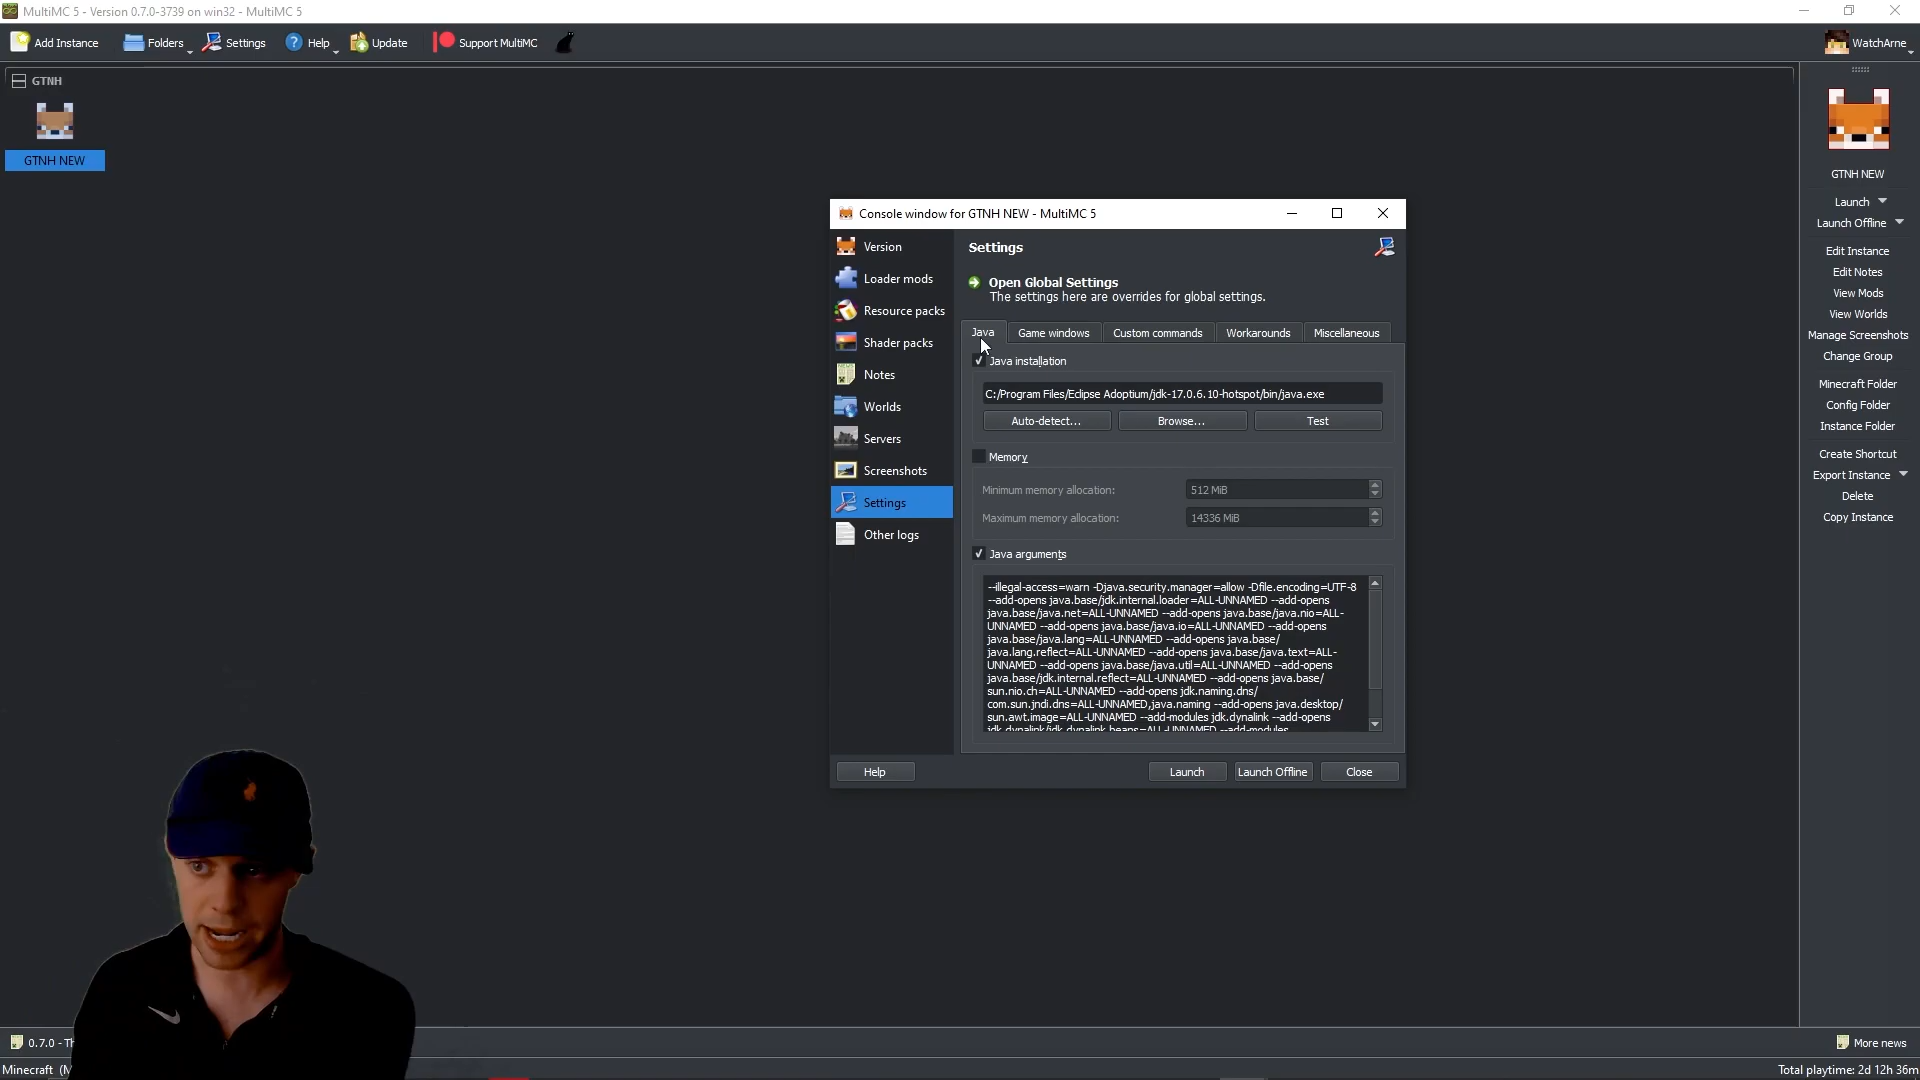 MultiMC 5 - Version 0.7.0-3739 on win32 - MultiMC 5
Add Instance
Folders
Settings
Help
Update
Support MultiMC
WatchArne
GTNH
GTNH NEW
GTNH NEW
Launch
Launch Offline
Edit Instance
Edit Notes
View Mods
View Worlds
Manage Screenshots
Change Group
Minecraft Folder
Config Folder
Instance Folder
Create Shortcut
Export Instance
Delete
Copy Instance
Console window for GTNH NEW - MultiMC 5
Version
Loader mods
Resource packs
Shader packs
Notes
Worlds
Servers
Screenshots
Settings
Other logs
Settings
Open Global Settings
The settings here are overrides for global settings.
Java
Game windows
Custom commands
Workarounds
Miscellaneous
Java installation
C:/Program Files/Eclipse Adoptium/jdk-17.0.6.10-hotspot/bin/java.exe
Auto-detect...
Browse...
Test
Memory
Minimum memory allocation:
512 MiB
Maximum memory allocation:
14336 MiB
Java arguments
--illegal-access=warn -Djava.security.manager=allow -Dfile.encoding=UTF-8
--add-opens java.base/jdk.internal.loader=ALL-UNNAMED --add-opens
java.base/java.net=ALL-UNNAMED --add-opens java.base/java.nio=ALL-
UNNAMED --add-opens java.base/java.io=ALL-UNNAMED --add-opens
java.base/java.lang=ALL-UNNAMED --add-opens java.base/
java.lang.reflect=ALL-UNNAMED --add-opens java.base/java.text=ALL-
UNNAMED --add-opens java.base/java.util=ALL-UNNAMED --add-opens
java.base/jdk.internal.reflect=ALL-UNNAMED --add-opens java.base/
sun.nio.ch=ALL-UNNAMED --add-opens jdk.naming.dns/
com.sun.jndi.dns=ALL-UNNAMED,java.naming --add-opens java.desktop/
sun.awt.image=ALL-UNNAMED --add-modules jdk.dynalink --add-opens
jdk.dynalink/jdk.dynalink.beans=ALL-UNNAMED --add-modules
Help
Launch
Launch Offline
Close
0.7.0 -
More news
Minecraft
Total playtime: 2d 12h 36m